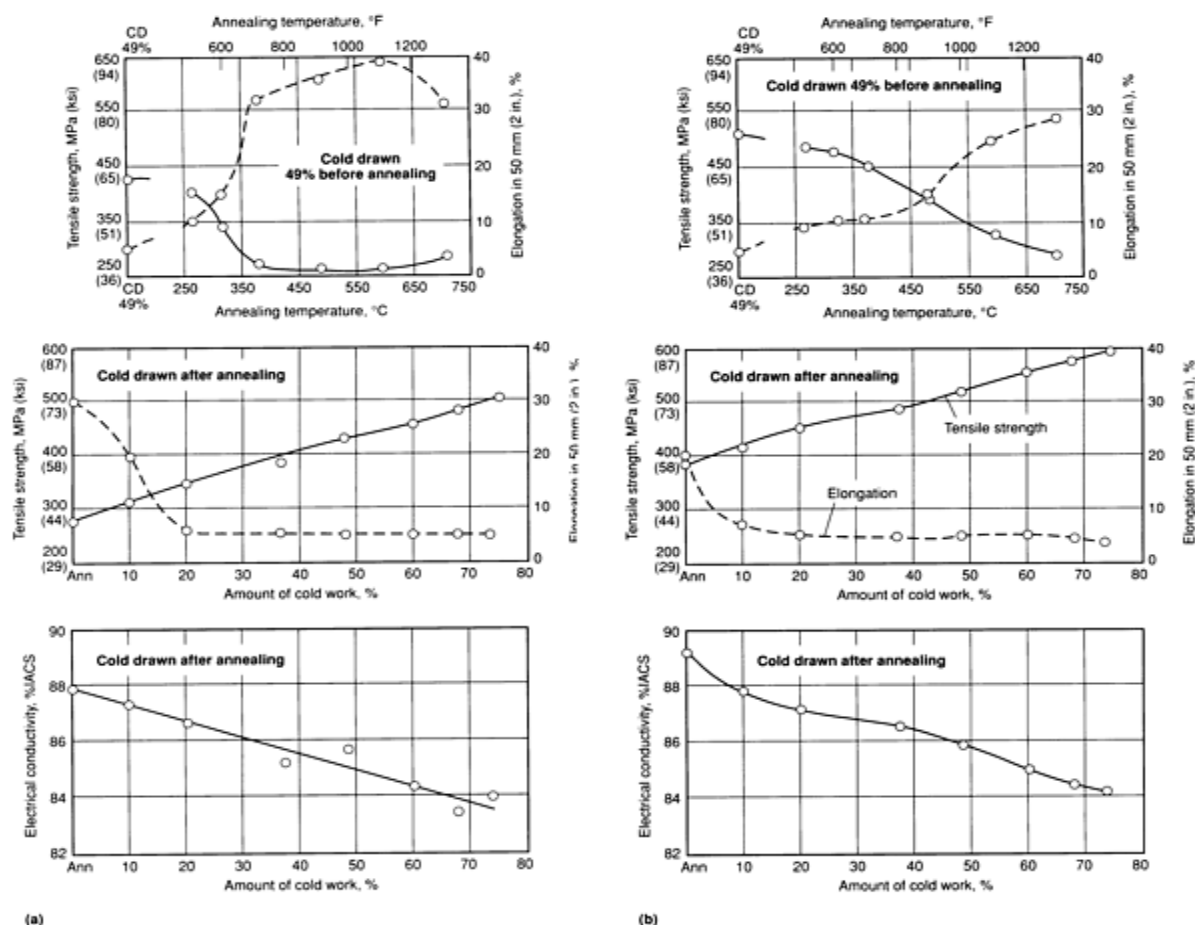 Annealing temperature, °F
CD
49% 600 800 1000 1200
650
(94)
550
(80)
450
(65)
350
(51)
250
(36)
Tensile strength, MPa (ksi)
Cold drawn
49% before annealing
40
30
20
10
0
Elongation in 50 mm (2 in.), %
CD
49%
250 350 450 550 650 750
Annealing temperature, °C
Annealing temperature, °F
CD
49% 600 800 1000 1200
650
(94)
550
(80)
450
(65)
350
(51)
250
(36)
Tensile strength, MPa (ksi)
Cold drawn 49% before annealing
40
30
20
10
0
Elongation in 50 mm (2 in.), %
CD
49%
250 350 450 550 650 750
Annealing temperature, °C
600
(87)
500
(73)
400
(58)
300
(44)
200
(29)
Tensile strength, MPa (ksi)
Cold drawn after annealing
40
30
20
10
0
Elongation in 50 mm (2 in.), %
Ann 10 20 30 40 50 60 70 80
Amount of cold work, %
600
(87)
500
(73)
400
(58)
300
(44)
200
(29)
Tensile strength, MPa (ksi)
Cold drawn after annealing
Tensile strength
Elongation
40
30
20
10
0
Elongation in 50 mm (2 in.), %
Ann 10 20 30 40 50 60 70 80
Amount of cold work, %
90
88
86
84
82
Electrical conductivity, %IACS
Cold drawn after annealing
Ann 10 20 30 40 50 60 70 80
Amount of cold work, %
90
88
86
84
82
Electrical conductivity, %IACS
Cold drawn after annealing
Ann 10 20 30 40 50 60 70 80
Amount of cold work, %
(a)
(b)